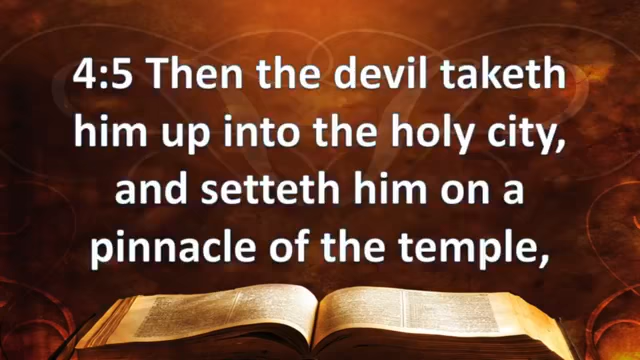 4:5 Then the devil taketh
him up into the holy city,
and setteth him on a
pinnacle of the temple,